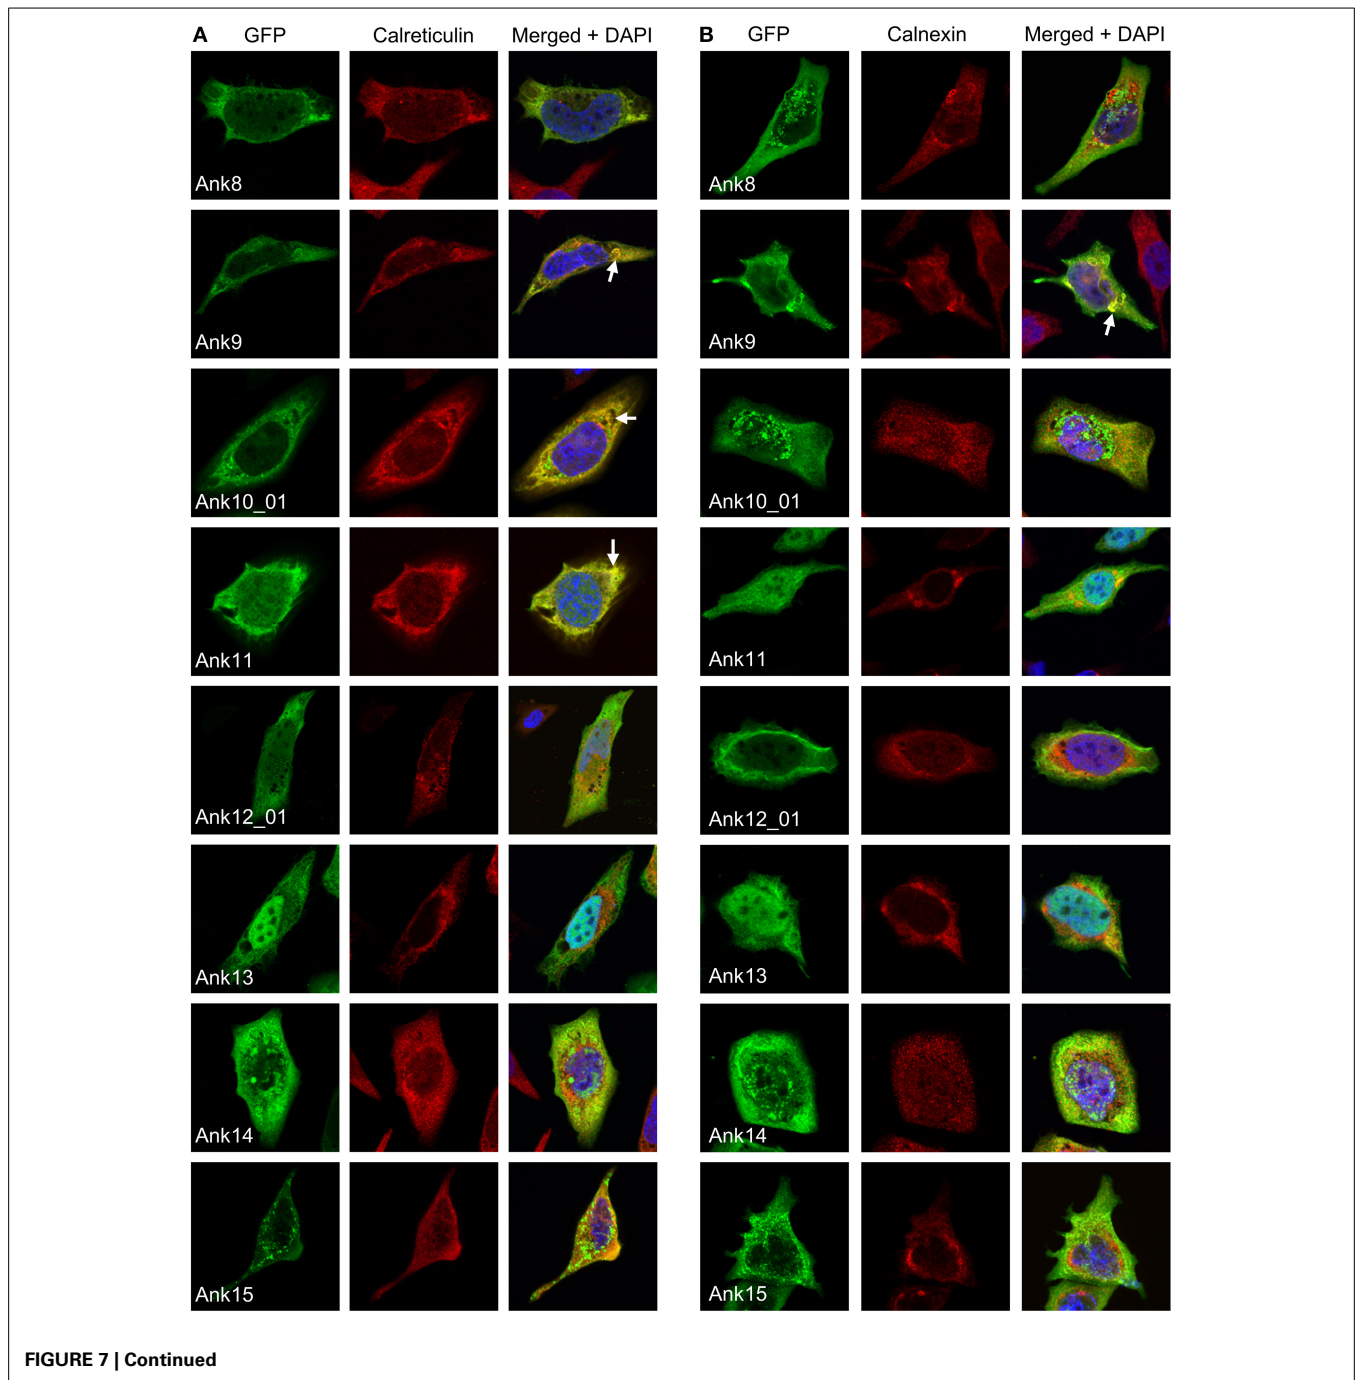 A GFP Calreticulin Merged + DAPI B GFP Calnexin Merged + DAPI
Ank8 Ank8
Ank9 Ank9
Ank10_01 Ank10_01
Ank11 Ank11
Ank12_01 Ank12_01
Ank13 Ank13
Ank14 Ank14
Ank15 Ank15
FIGURE 7 | Continued